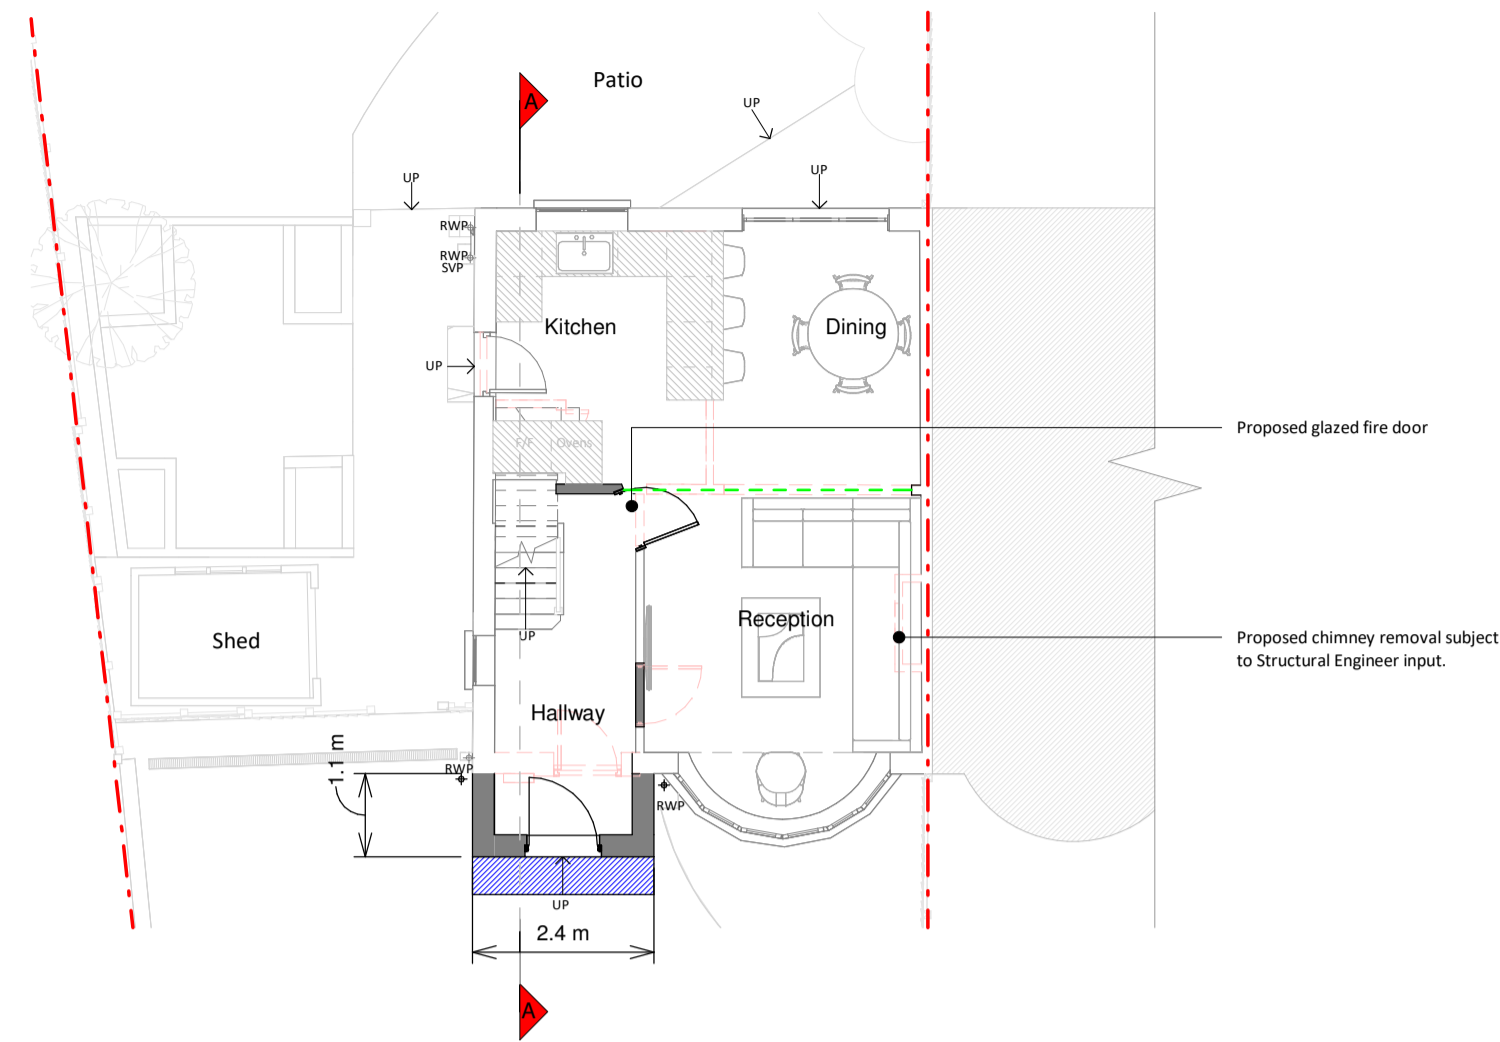 Patio
A
UP
UP
UP
RWP
RWP
SVP
Kitchen
Dining
UP
F/F
Ovens
Proposed glazed fire door
Reception
UP
Shed
Proposed chimney removal subject
to Structural Engineer input.
Hallway
1.1 m
RWP
RWP
UP
2.4 m
A